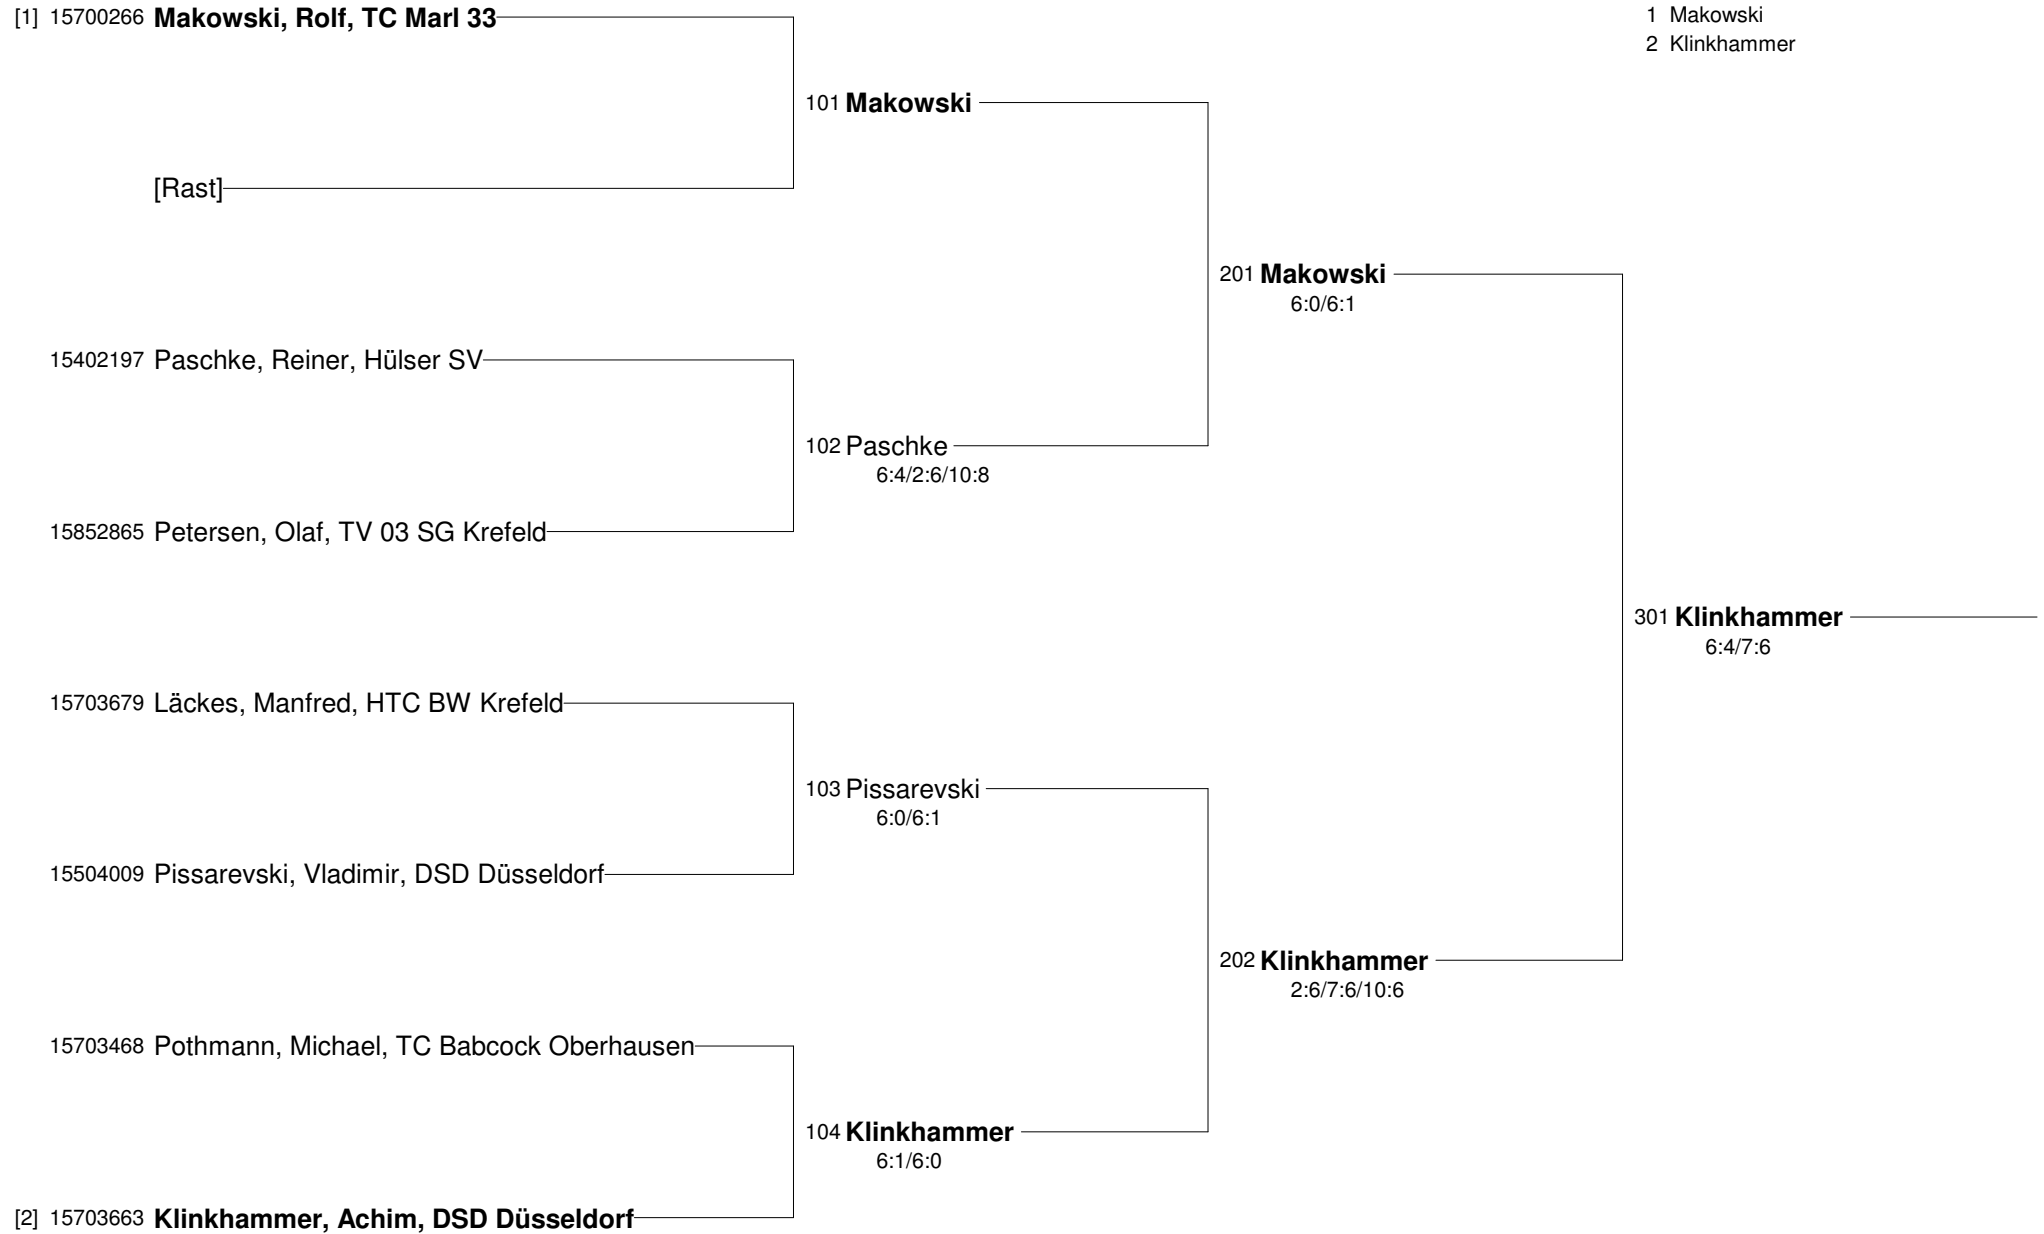 [1] 15700266 Makowski, Rolf, TC Marl 33
1 Makowski
2 Klinkhammer
101 Makowski
[Rast]
201 Makowski
6:0/6:1
15402197 Paschke, Reiner, Hülser SV
102 Paschke
6:4/2:6/10:8
15852865 Petersen, Olaf, TV 03 SG Krefeld
301 Klinkhammer
6:4/7:6
15703679 Läckes, Manfred, HTC BW Krefeld
103 Pissarevski
6:0/6:1
15504009 Pissarevski, Vladimir, DSD Düsseldorf
202 Klinkhammer
2:6/7:6/10:6
15703468 Pothmann, Michael, TC Babcock Oberhausen
104 Klinkhammer
6:1/6:0
[2] 15703663 Klinkhammer, Achim, DSD Düsseldorf